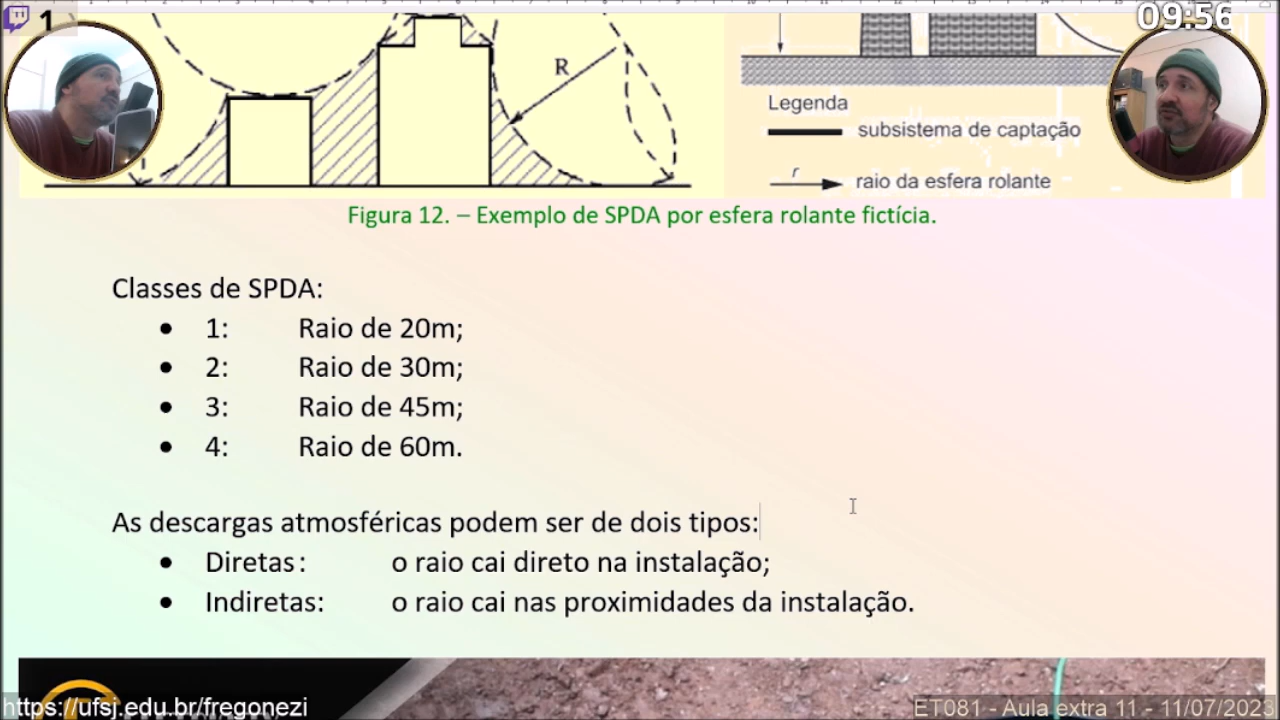 1
09:56
R
Legenda
subsistema de captação
r
raio da esfera rolante
Figura 12. – Exemplo de SPDA por esfera rolante fictícia.
Classes de SPDA:
• 1: Raio de 20m;
• 2: Raio de 30m;
• 3: Raio de 45m;
• 4: Raio de 60m.
As descargas atmosféricas podem ser de dois tipos:
• Diretas: o raio cai direto na instalação;
• Indiretas: o raio cai nas proximidades da instalação.
https://ufsj.edu.br/fregonezi
ET081 - Aula extra 11 - 11/07/2023